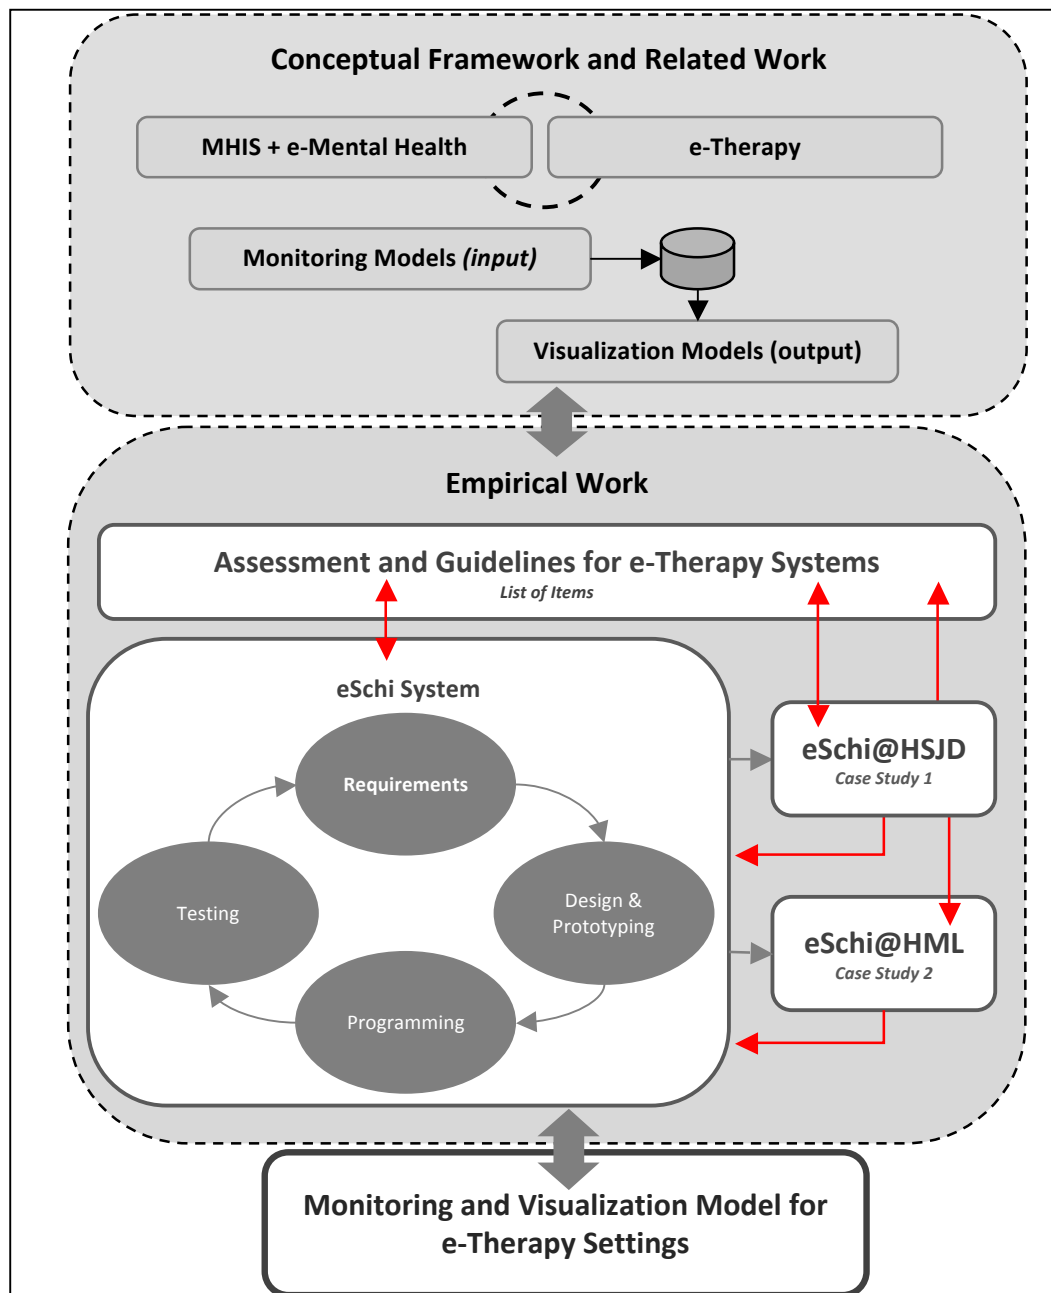 Conceptual Framework and Related Work
MHIS + e-Mental Health
e-Therapy
Monitoring Models (input)
Visualization Models (output)
Empirical Work
Assessment and Guidelines for e-Therapy Systems
List of Items
eSchi System
Requirements
Design &
Prototyping
Programming
Testing
eSchi@HSJD
Case Study 1
eSchi@HML
Case Study 2
Monitoring and Visualization Model for
e-Therapy Settings